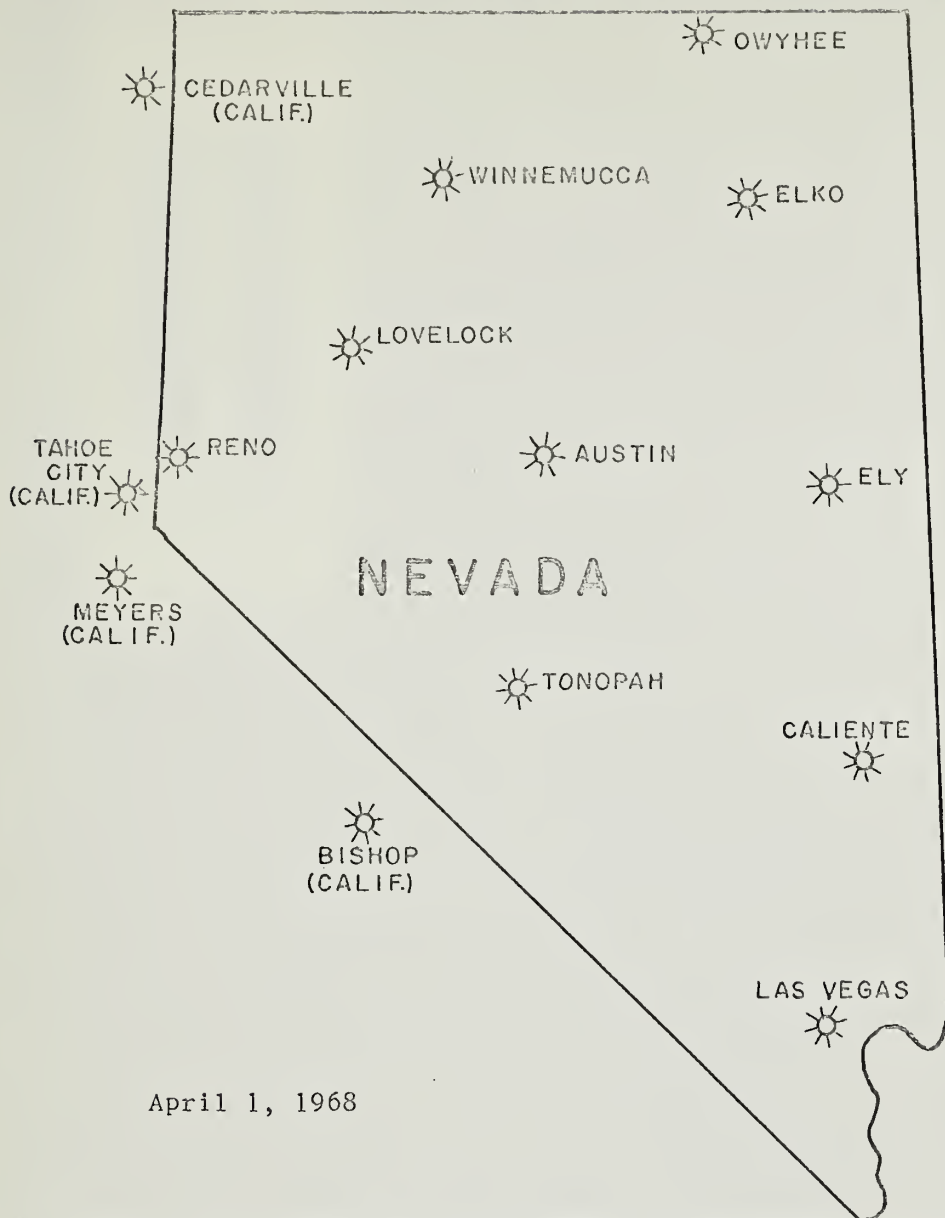 OWYHEE
CEDARVILLE
(CALIF.)
WINNEMUCCA
ELKO
LOVELOCK
TAHOE
CITY
(CALIF.)
RENO
AUSTIN
ELY
NEVADA
MEYERS
(CALIF.)
TONOPAH
CALIENTE
BISHOP
(CALIF.)
LAS VEGAS
April 1, 1968